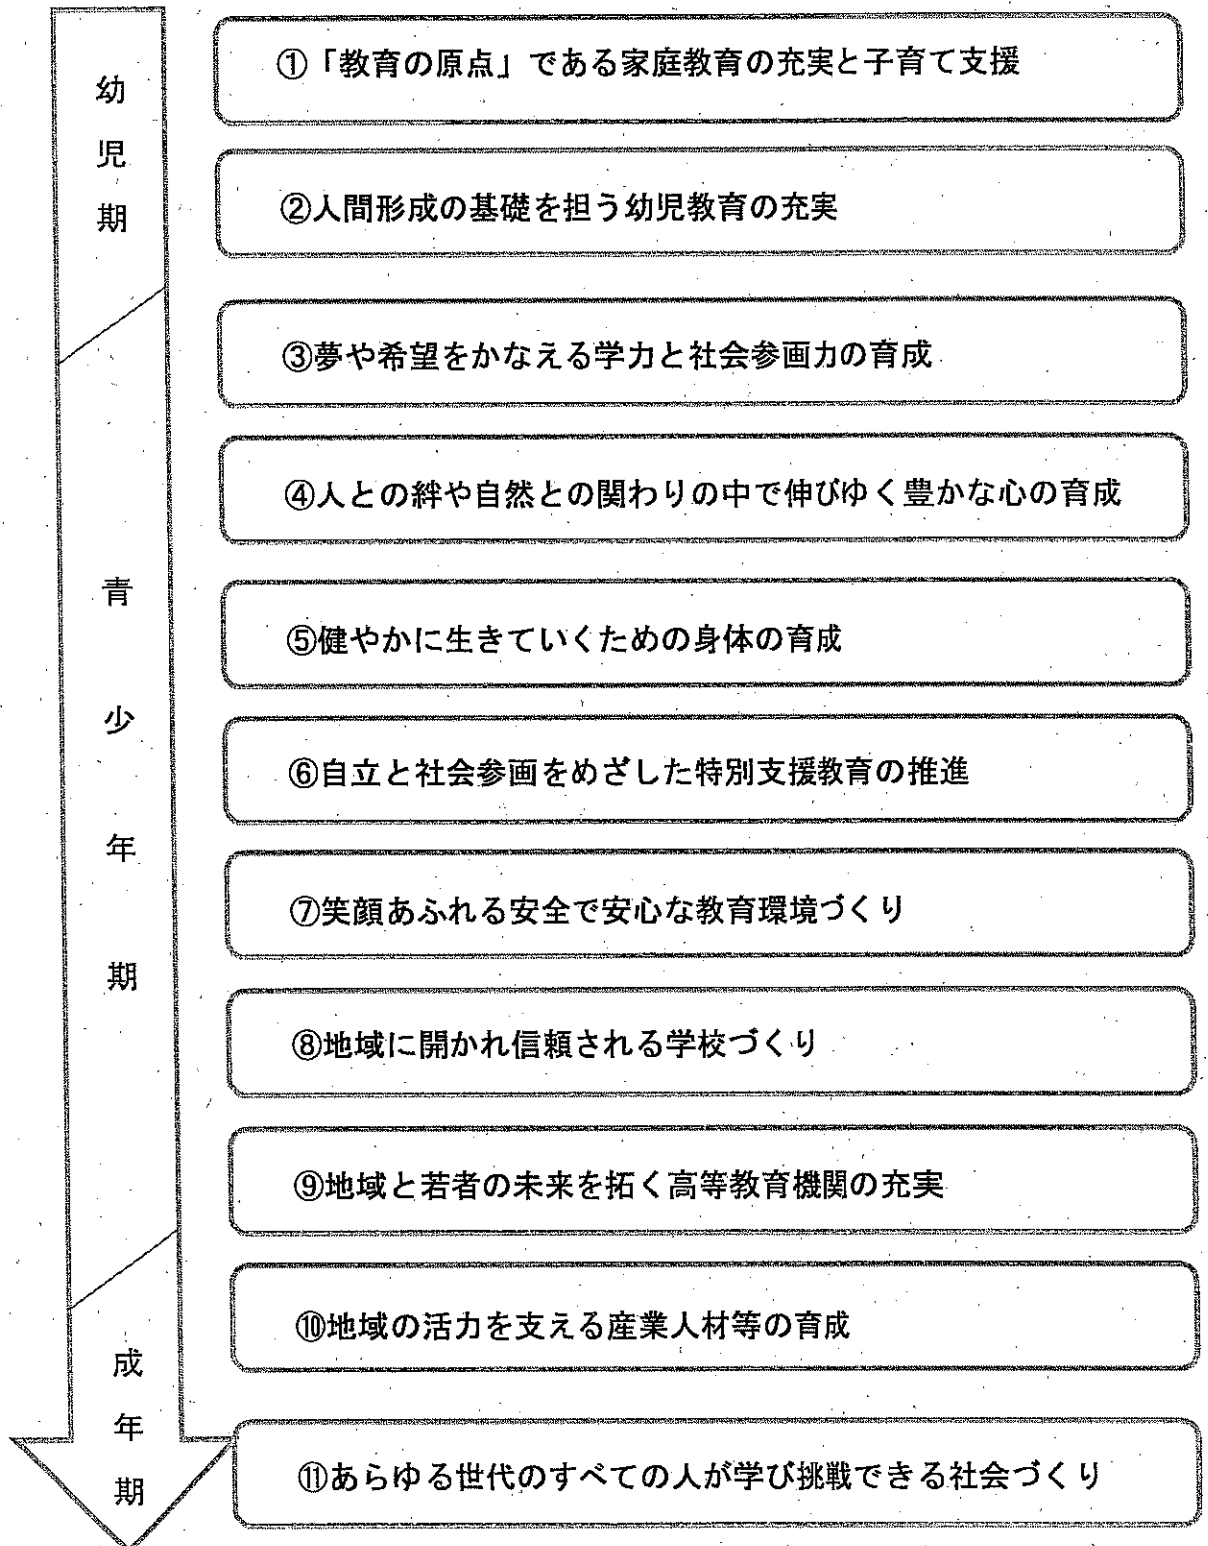 幼児期
①「教育の原点」である家庭教育の充実と子育て支援
②人間形成の基礎を担う幼児教育の充実
青少年期
③夢や希望をかなえる学力と社会参画力の育成
④人との絆や自然との関わりの中で伸びゆく豊かな心の育成
⑤健やかに生きていくための身体の育成
⑥自立と社会参画をめざした特別支援教育の推進
⑦笑顔あふれる安全で安心な教育環境づくり
⑧地域に開かれ信頼される学校づくり
⑨地域と若者の未来を拓く高等教育機関の充実
成年期
⑩地域の活力を支える産業人材等の育成
⑪あらゆる世代のすべての人が学び挑戦できる社会づくり